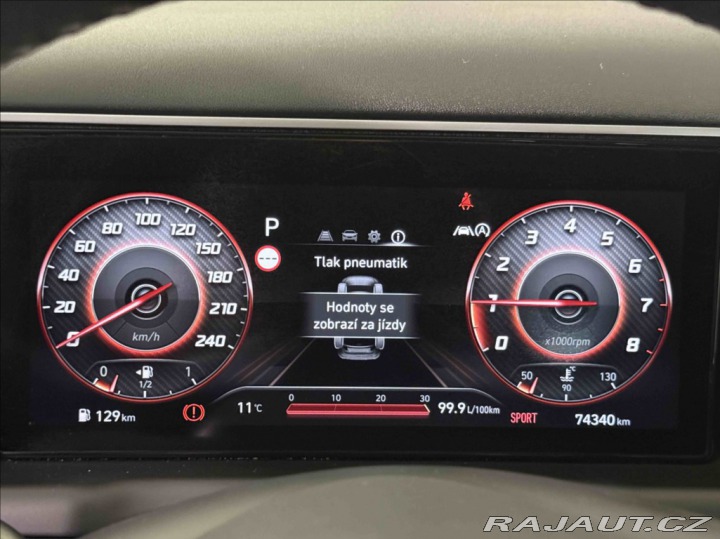 P
Tlak pneumatik
Hodnoty se
zobrazí za jízdy
0 20 40 60 80 100 120 150 180 210 240
km/h
0 1/2 1
129 km
11°C
0 10 20 30
99.9 L/100km
0 1 2 3 4 5 6 7 8
x1000rpm
50 °C 90 130
SPORT
74340 km
RAJAUT.CZ